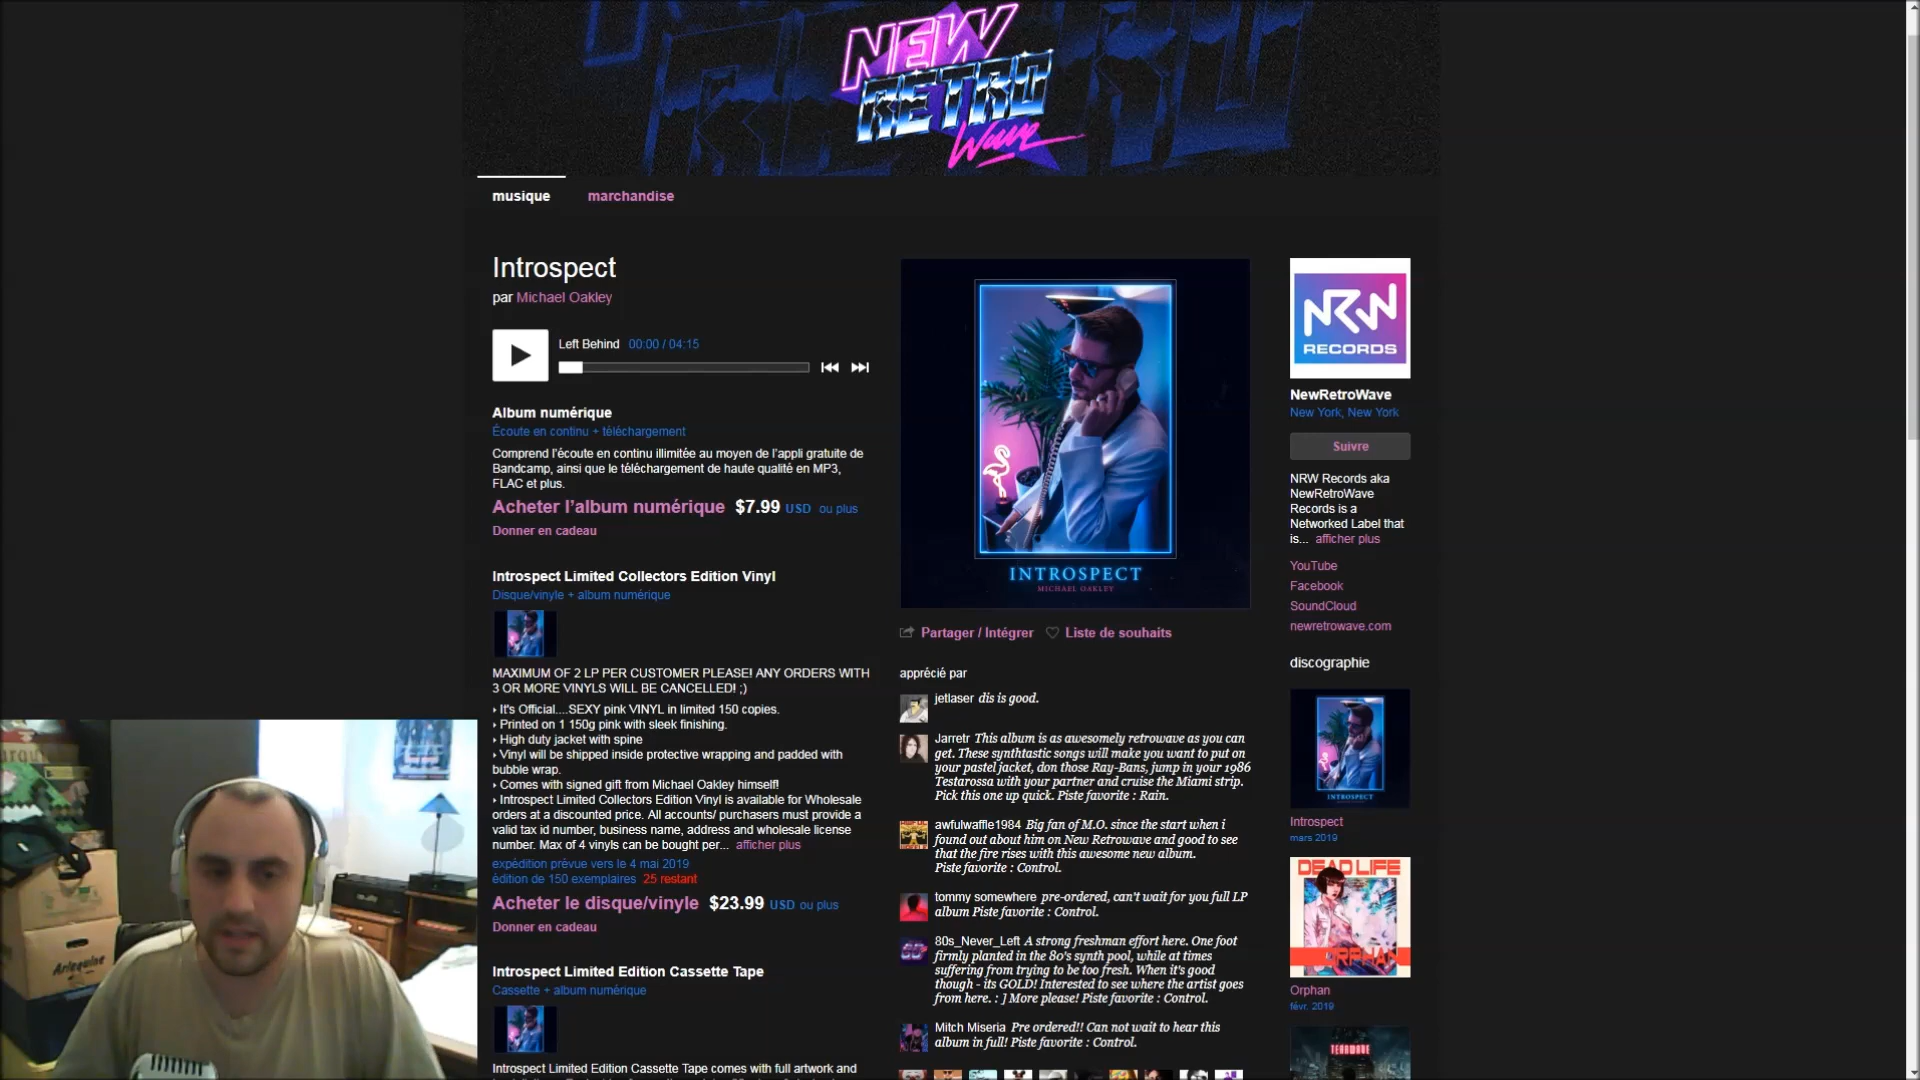 NEW
RETRO
Wave
musique
marchandise
Introspect
par Michael Oakley
Left Behind 00:00 / 04:15
Album numérique
Écoute en continu + téléchargement
Comprend l'écoute en continu illimitée au moyen de l'appli gratuite de
Bandcamp, ainsi que le téléchargement de haute qualité en MP3,
FLAC et plus.
Acheter l'album numérique $7.99 USD ou plus
Donner en cadeau
Introspect Limited Collectors Edition Vinyl
Disque/vinyle + album numérique
MAXIMUM OF 2 LP PER CUSTOMER PLEASE! ANY ORDERS WITH
3 OR MORE VINYLS WILL BE CANCELLED! ;)
› It's Official....SEXY pink VINYL in limited 150 copies.
› Printed on 1 150g pink with sleek finishing.
› High duty jacket with spine
› Vinyl will be shipped inside protective wrapping and padded with
bubble wrap.
› Comes with signed gift from Michael Oakley himself!
› Introspect Limited Collectors Edition Vinyl is available for Wholesale
orders at a discounted price. All accounts/ purchasers must provide a
valid tax id number, business name, address and wholesale license
number. Max of 4 vinyls can be bought per... afficher plus
expédition prévue vers le 4 mai 2019
édition de 150 exemplaires 25 restant
Acheter le disque/vinyle $23.99 USD ou plus
Donner en cadeau
Introspect Limited Edition Cassette Tape
Cassette + album numérique
Introspect Limited Edition Cassette Tape comes with full artwork and
INTROSPECT
MICHAEL OAKLEY
Partager / Intégrer
Liste de souhaits
apprécié par
jetlaser dis is good.
Jarretr This album is as awesomely retrowave as you can
get. These synthtastic songs will make you want to put on
your pastel jacket, don those Ray-Bans, jump in your 1986
Testarossa with your partner and cruise the Miami strip.
Pick this one up quick. Piste favorite : Rain.
awfulwaffle1984 Big fan of M.O. since the start when i
found out about him on New Retrowave and good to see
that the fire rises with this awesome new album.
Piste favorite : Control.
tommy somewhere pre-ordered, can't wait for you full LP
album Piste favorite : Control.
80s_Never_Left A strong freshman effort here. One foot
firmly planted in the 80's synth pool, while at times
suffering from trying to be too fresh. When it's good
though - its GOLD! Interested to see where the artist goes
from here. : ] More please! Piste favorite : Control.
Mitch Miseria Pre ordered!! Can not wait to hear this
album in full! Piste favorite : Control.
NRW
RECORDS
NewRetroWave
New York, New York
Suivre
NRW Records aka
NewRetroWave
Records is a
Networked Label that
is... afficher plus
YouTube
Facebook
SoundCloud
newretrowave.com
discographie
INTROSPECT
Introspect
mars 2019
DEADLIFE
ORPHAN
Orphan
févr. 2019
TEARWAVE
Arlequine